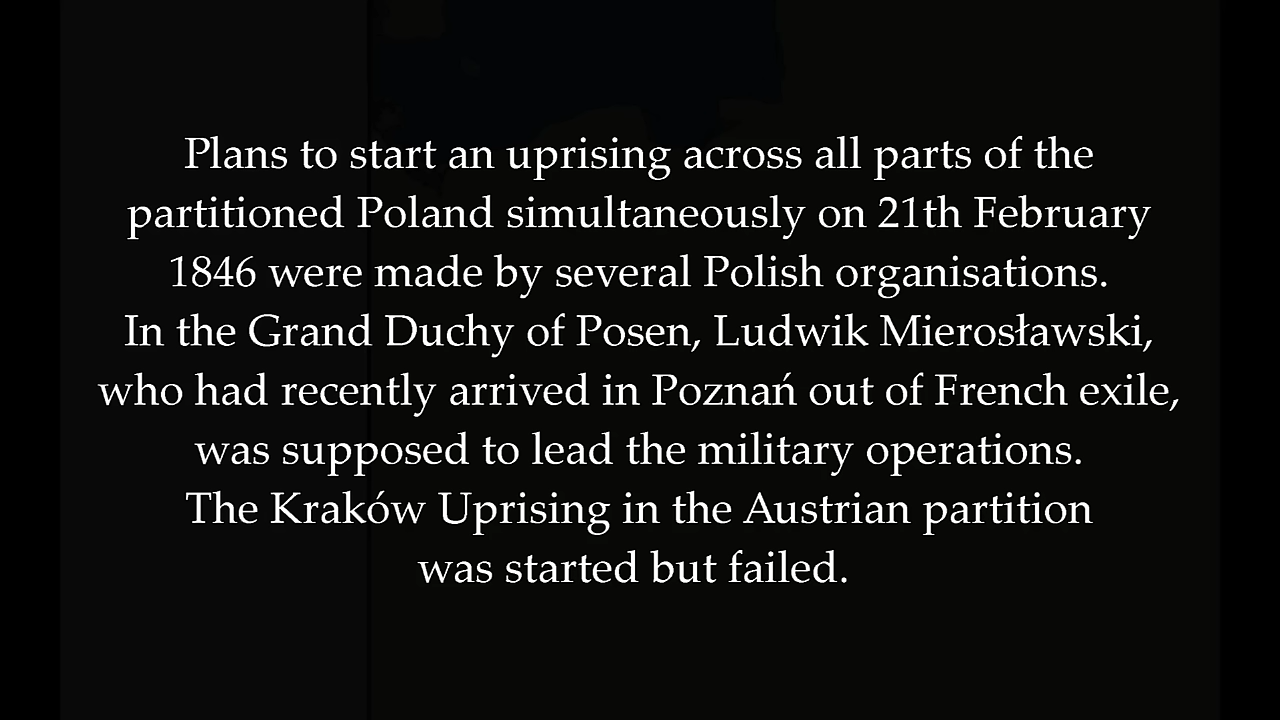 Plans to start an uprising across all parts of the
partitioned Poland simultaneously on 21th February
1846 were made by several Polish organisations.
In the Grand Duchy of Posen, Ludwik Mierosławski,
who had recently arrived in Poznań out of French exile,
was supposed to lead the military operations.
The Kraków Uprising in the Austrian partition
was started but failed.